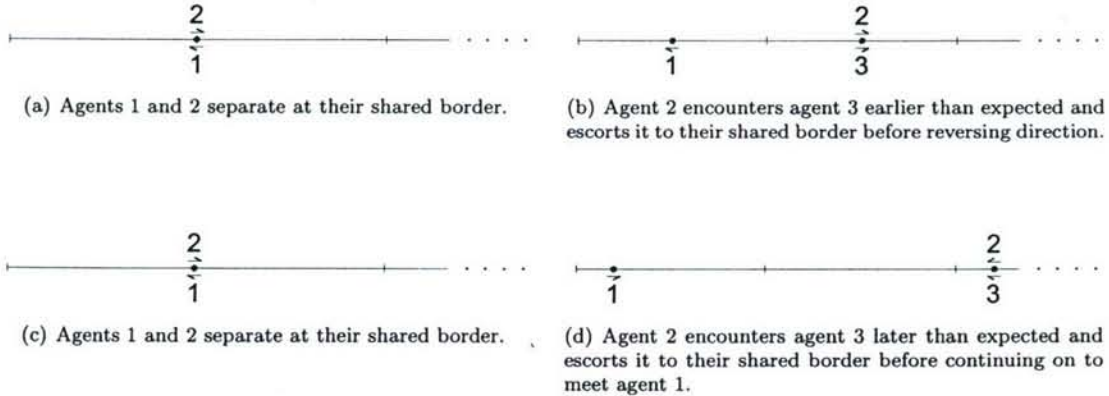 2
1
(a) Agents 1 and 2 separate at their shared border.
2
1
3
(b) Agent 2 encounters agent 3 earlier than expected and
escorts it to their shared border before reversing direction.
2
1
(c) Agents 1 and 2 separate at their shared border.
2
1
3
(d) Agent 2 encounters agent 3 later than expected and
escorts it to their shared border before continuing on to
meet agent 1.